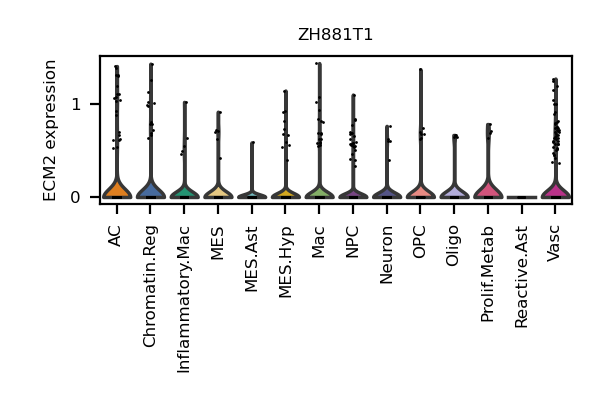 ZH881T1
ECM2 expression
1
0
AC
Chromatin.Reg
Inflammatory.Mac
MES
MES.Ast
MES.Hyp
Mac
NPC
Neuron
OPC
Oligo
Prolif.Metab
Reactive.Ast
Vasc